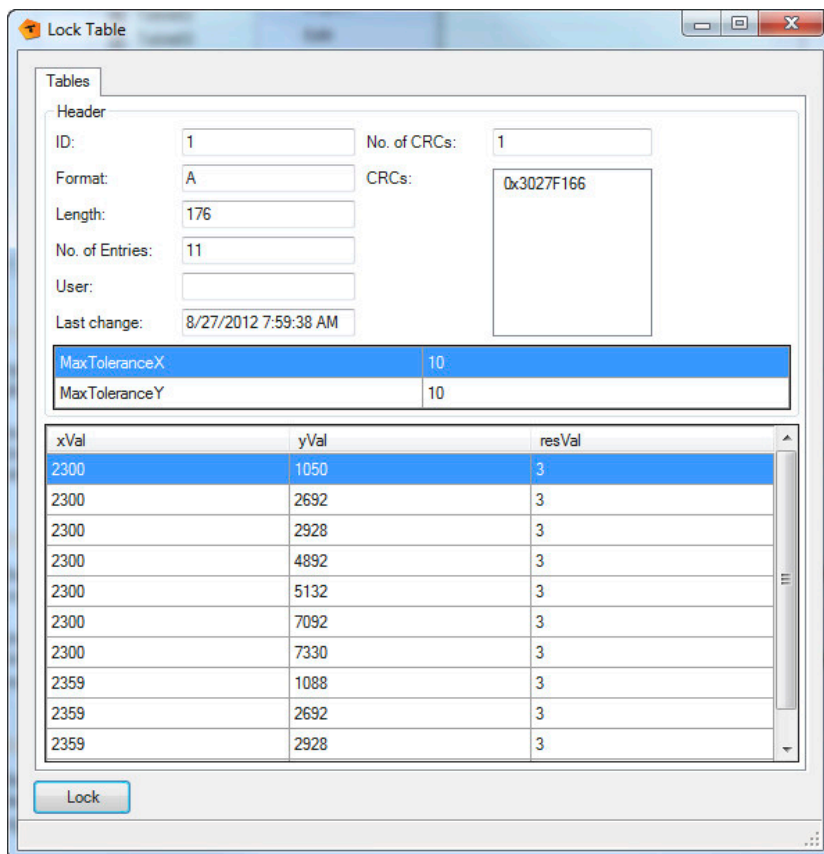 Lock Table
Tables
Header
ID: 1 No. of CRCs: 1
Format: A CRCs: 0x3027F166
Length: 176
No. of Entries: 11
User:
Last change: 8/27/2012 7:59:38 AM
MaxToleranceX 10
MaxToleranceY 10
xVal yVal resVal
2300 1050 3
2300 2692 3
2300 2928 3
2300 4892 3
2300 5132 3
2300 7092 3
2300 7330 3
2359 1088 3
2359 2692 3
2359 2928 3
Lock